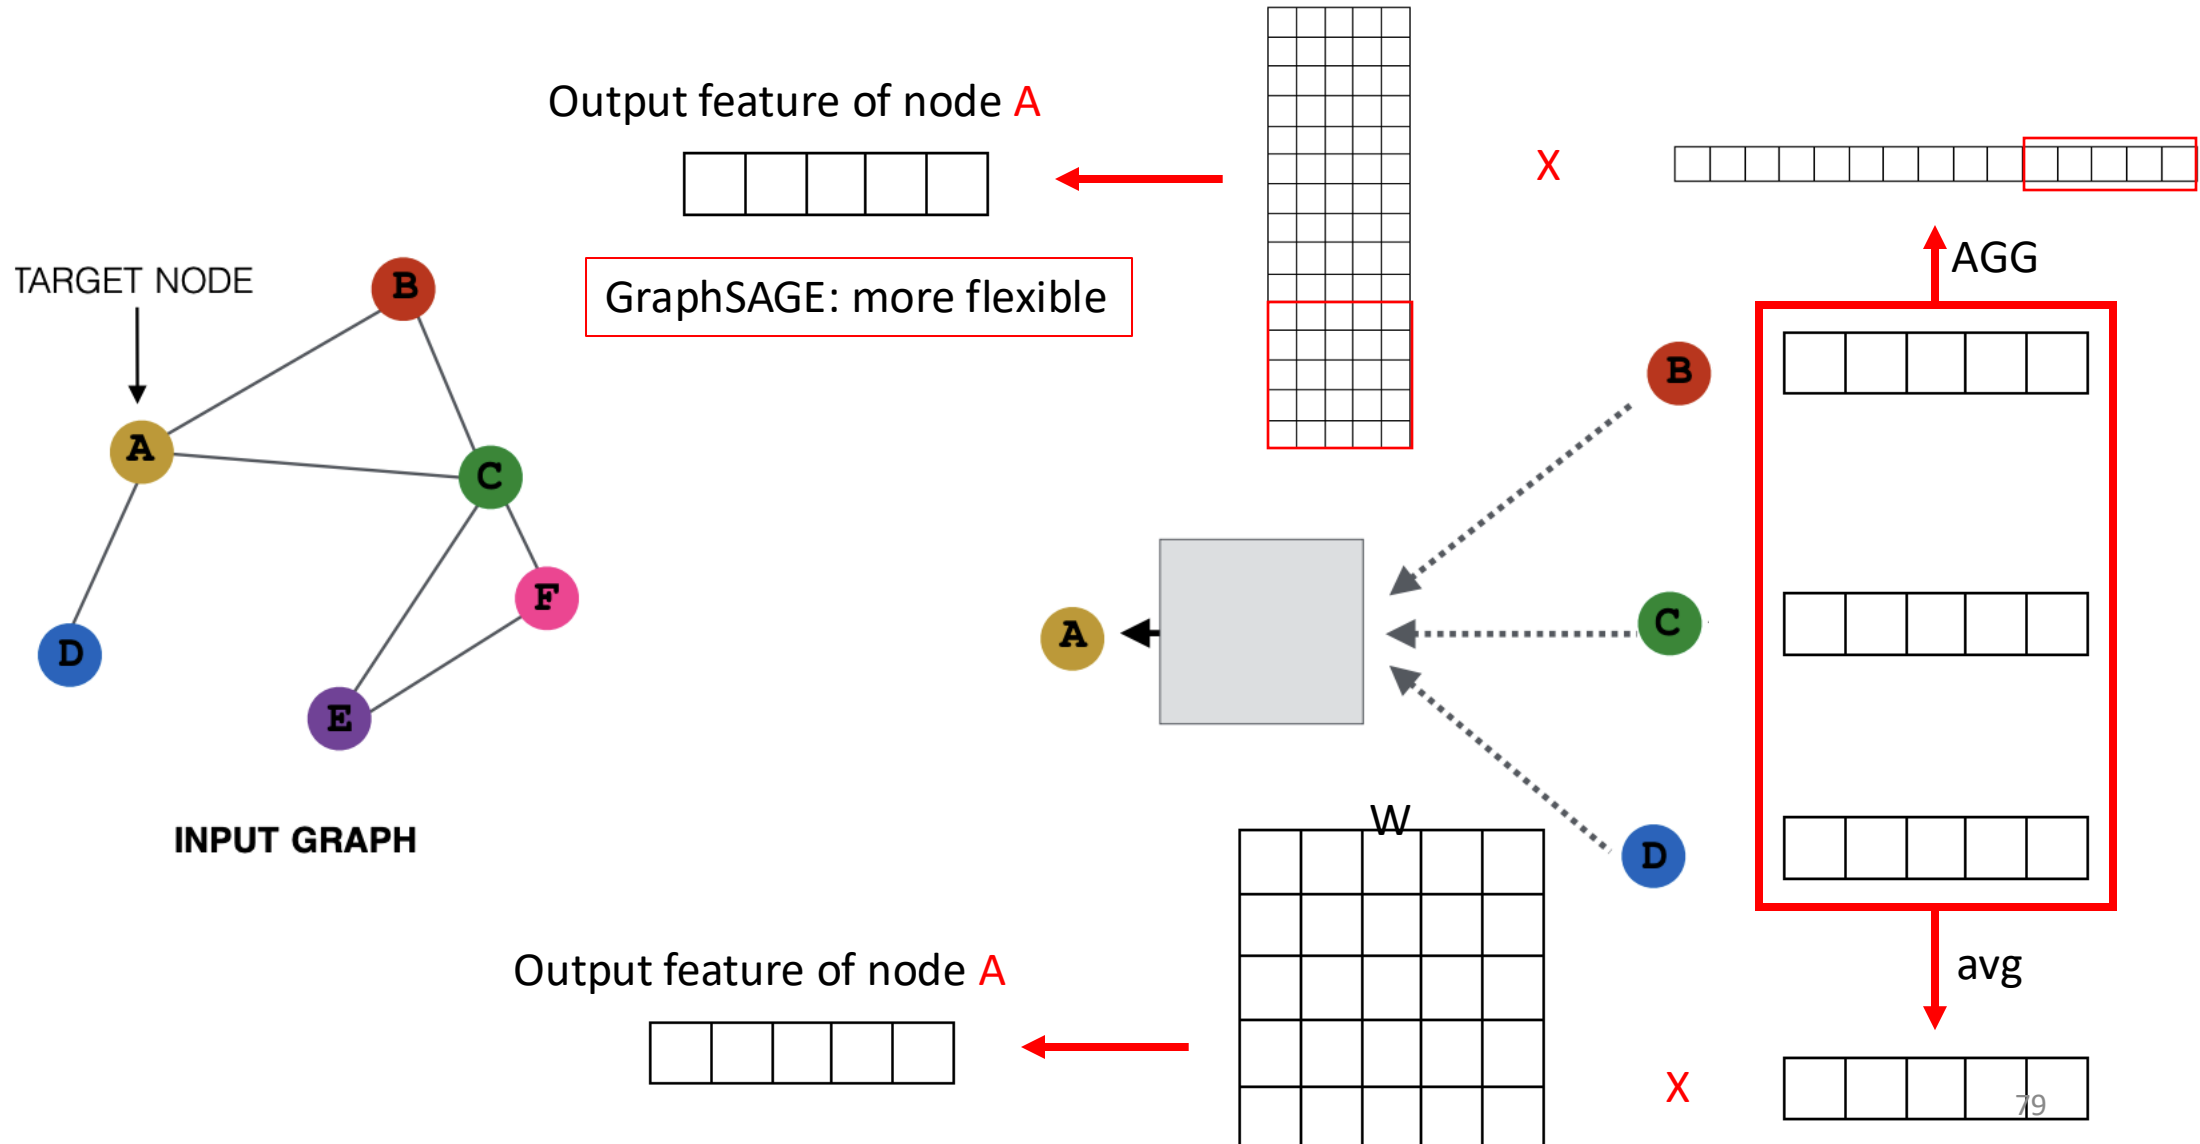 Output feature of node A
X
AGG
TARGET NODE
GraphSAGE: more flexible
B
A
C
D
F
E
INPUT GRAPH
B
C
A
D
W
Output feature of node A
avg
X
79